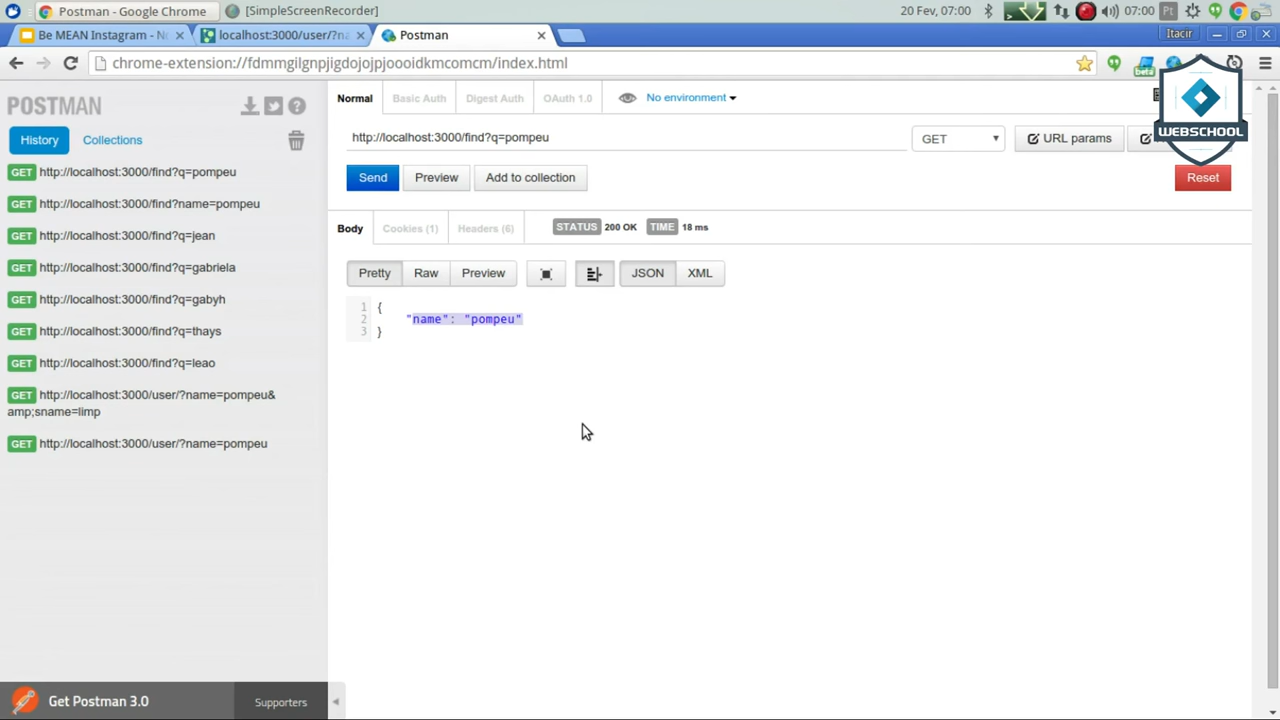 Postman - Google Chrome
[SimpleScreenRecorder]
20 Fev, 07:00
07:00
Pt
Be MEAN Instagram - N
localhost:3000/user/?na
Postman
Itacir
chrome-extension://fdmmgilgnpjigdojojpjoooidkmcomcm/index.html
beta
POSTMAN
History
Collections
GET http://localhost:3000/find?q=pompeu
GET http://localhost:3000/find?name=pompeu
GET http://localhost:3000/find?q=jean
GET http://localhost:3000/find?q=gabriela
GET http://localhost:3000/find?q=gabyh
GET http://localhost:3000/find?q=thays
GET http://localhost:3000/find?q=leao
GET http://localhost:3000/user/?name=pompeu&
amp;sname=limp
GET http://localhost:3000/user/?name=pompeu
Get Postman 3.0
Supporters
Normal
Basic Auth
Digest Auth
OAuth 1.0
No environment
WEBSCHOOL
http://localhost:3000/find?q=pompeu
GET
URL params
Send
Preview
Add to collection
Reset
Body
Cookies (1)
Headers (6)
STATUS 200 OK
TIME 18 ms
Pretty
Raw
Preview
JSON
XML
1 {
2 "name": "pompeu"
3 }